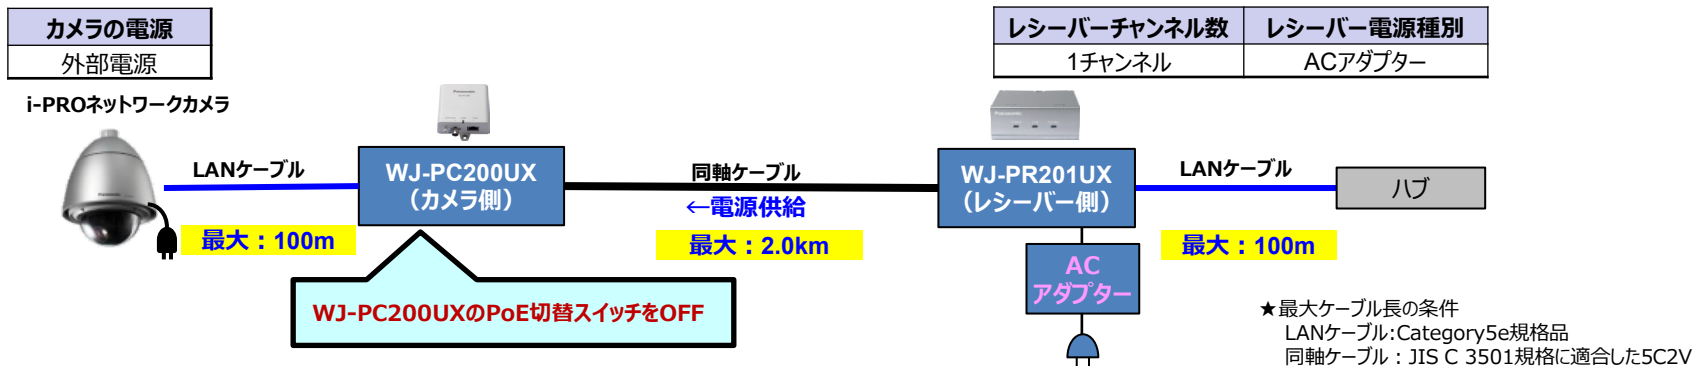 カメラの電源
外部電源
レシーバーチャンネル数 レシーバー電源種別
1チャンネル ACアダプター
i-PROネットワークカメラ
LANケーブル
WJ-PC200UX
（カメラ側）
同軸ケーブル
←電源供給
WJ-PR201UX
（レシーバー側）
LANケーブル
ハブ
最大：100m
最大：2.0km
最大：100m
AC
アダプター
WJ-PC200UXのPoE切替スイッチをOFF
★最大ケーブル長の条件
LANケーブル:Category5e規格品
同軸ケーブル：JIS C 3501規格に適合した5C2V